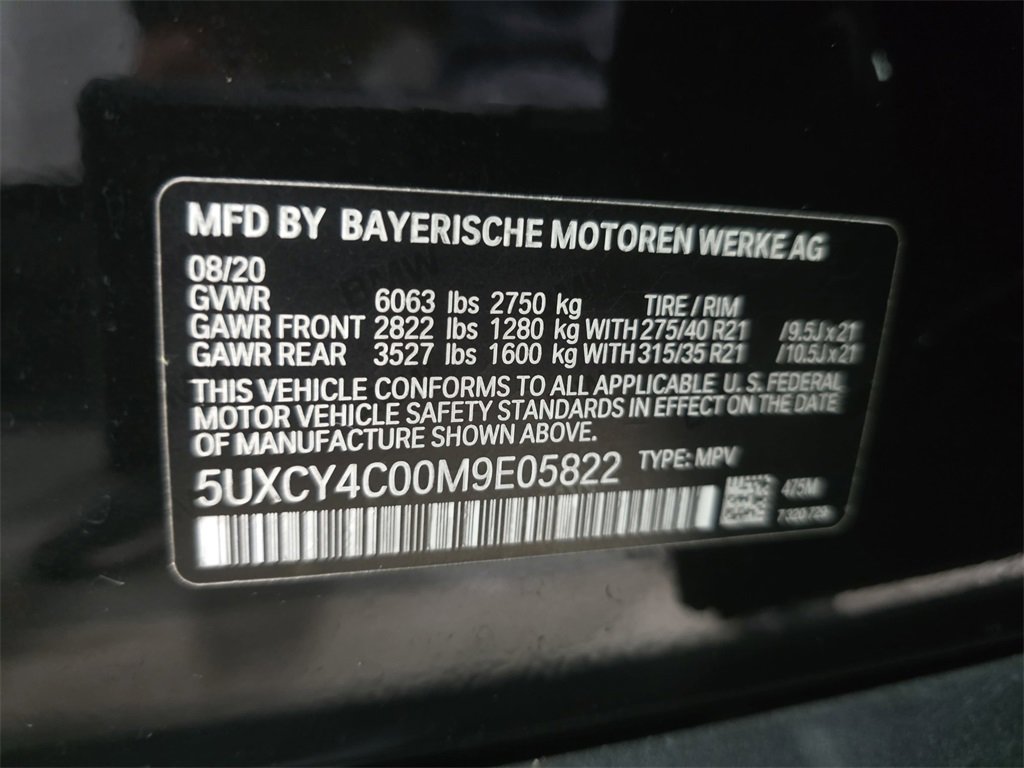 MFD BY BAYERISCHE MOTOREN WERKE AG
08/20
GVWR 6063 lbs 2750 kg TIRE / RIM
GAWR FRONT 2822 lbs 1280 kg WITH 275/40 R21 /9.5J x 21
GAWR REAR 3527 lbs 1600 kg WITH 315/35 R21 /10.5J x 21
THIS VEHICLE CONFORMS TO ALL APPLICABLE U. S. FEDERAL
MOTOR VEHICLE SAFETY STANDARDS IN EFFECT ON THE DATE
OF MANUFACTURE SHOWN ABOVE.
5UXCY4C00M9E05822 TYPE: MPV
475M
7 320 729